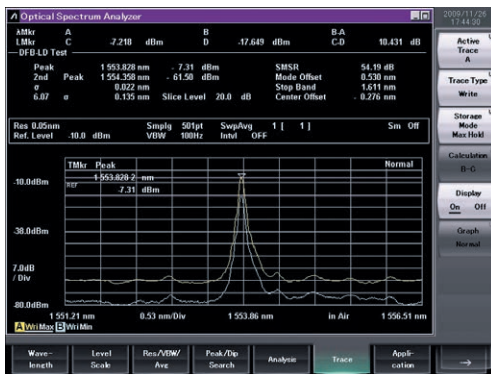 Optical Spectrum Analyzer
2009/11/26
17:44:30
λMkr A B B-A
LMkr C -7.218 dBm D -17.649 dBm C-D 10.431 dB
DFB-LD Test
Peak 1 553.828 nm - 7.31 dBm SMSR 54.19 dB
2nd Peak 1 554.358 nm - 61.50 dBm Mode Offset 0.530 nm
σ 0.022 nm Stop Band 1.611 nm
6.07 σ 0.135 nm Slice Level 20.0 dB Center Offset - 0.276 nm
Res 0.05nm Smplg 501pt SwpAvg 1 [ 1 ] Sm Off
Ref. Level -10.0 dBm VBW 100Hz Intvl OFF
TMkr Peak Normal
1 553.828 2 nm
-7.31 dBm
-10.0dBm
REF
-38.0dBm
7.0dB
/ Div
-80.0dBm
1 551.21 nm 0.53 nm/Div 1 553.86 nm in Air 1 556.51 nm
A Wri Max B Wri Min
Active
Trace
A
Trace Type
Write
Storage
Mode
Max Hold
Calculation
B-G
Display
On Off
Graph
Normal
Wave-
length
Level
Scale
Res/VBW/
Avg
Peak/Dip
Search
Analysis
Trace
Appli-
cation
→